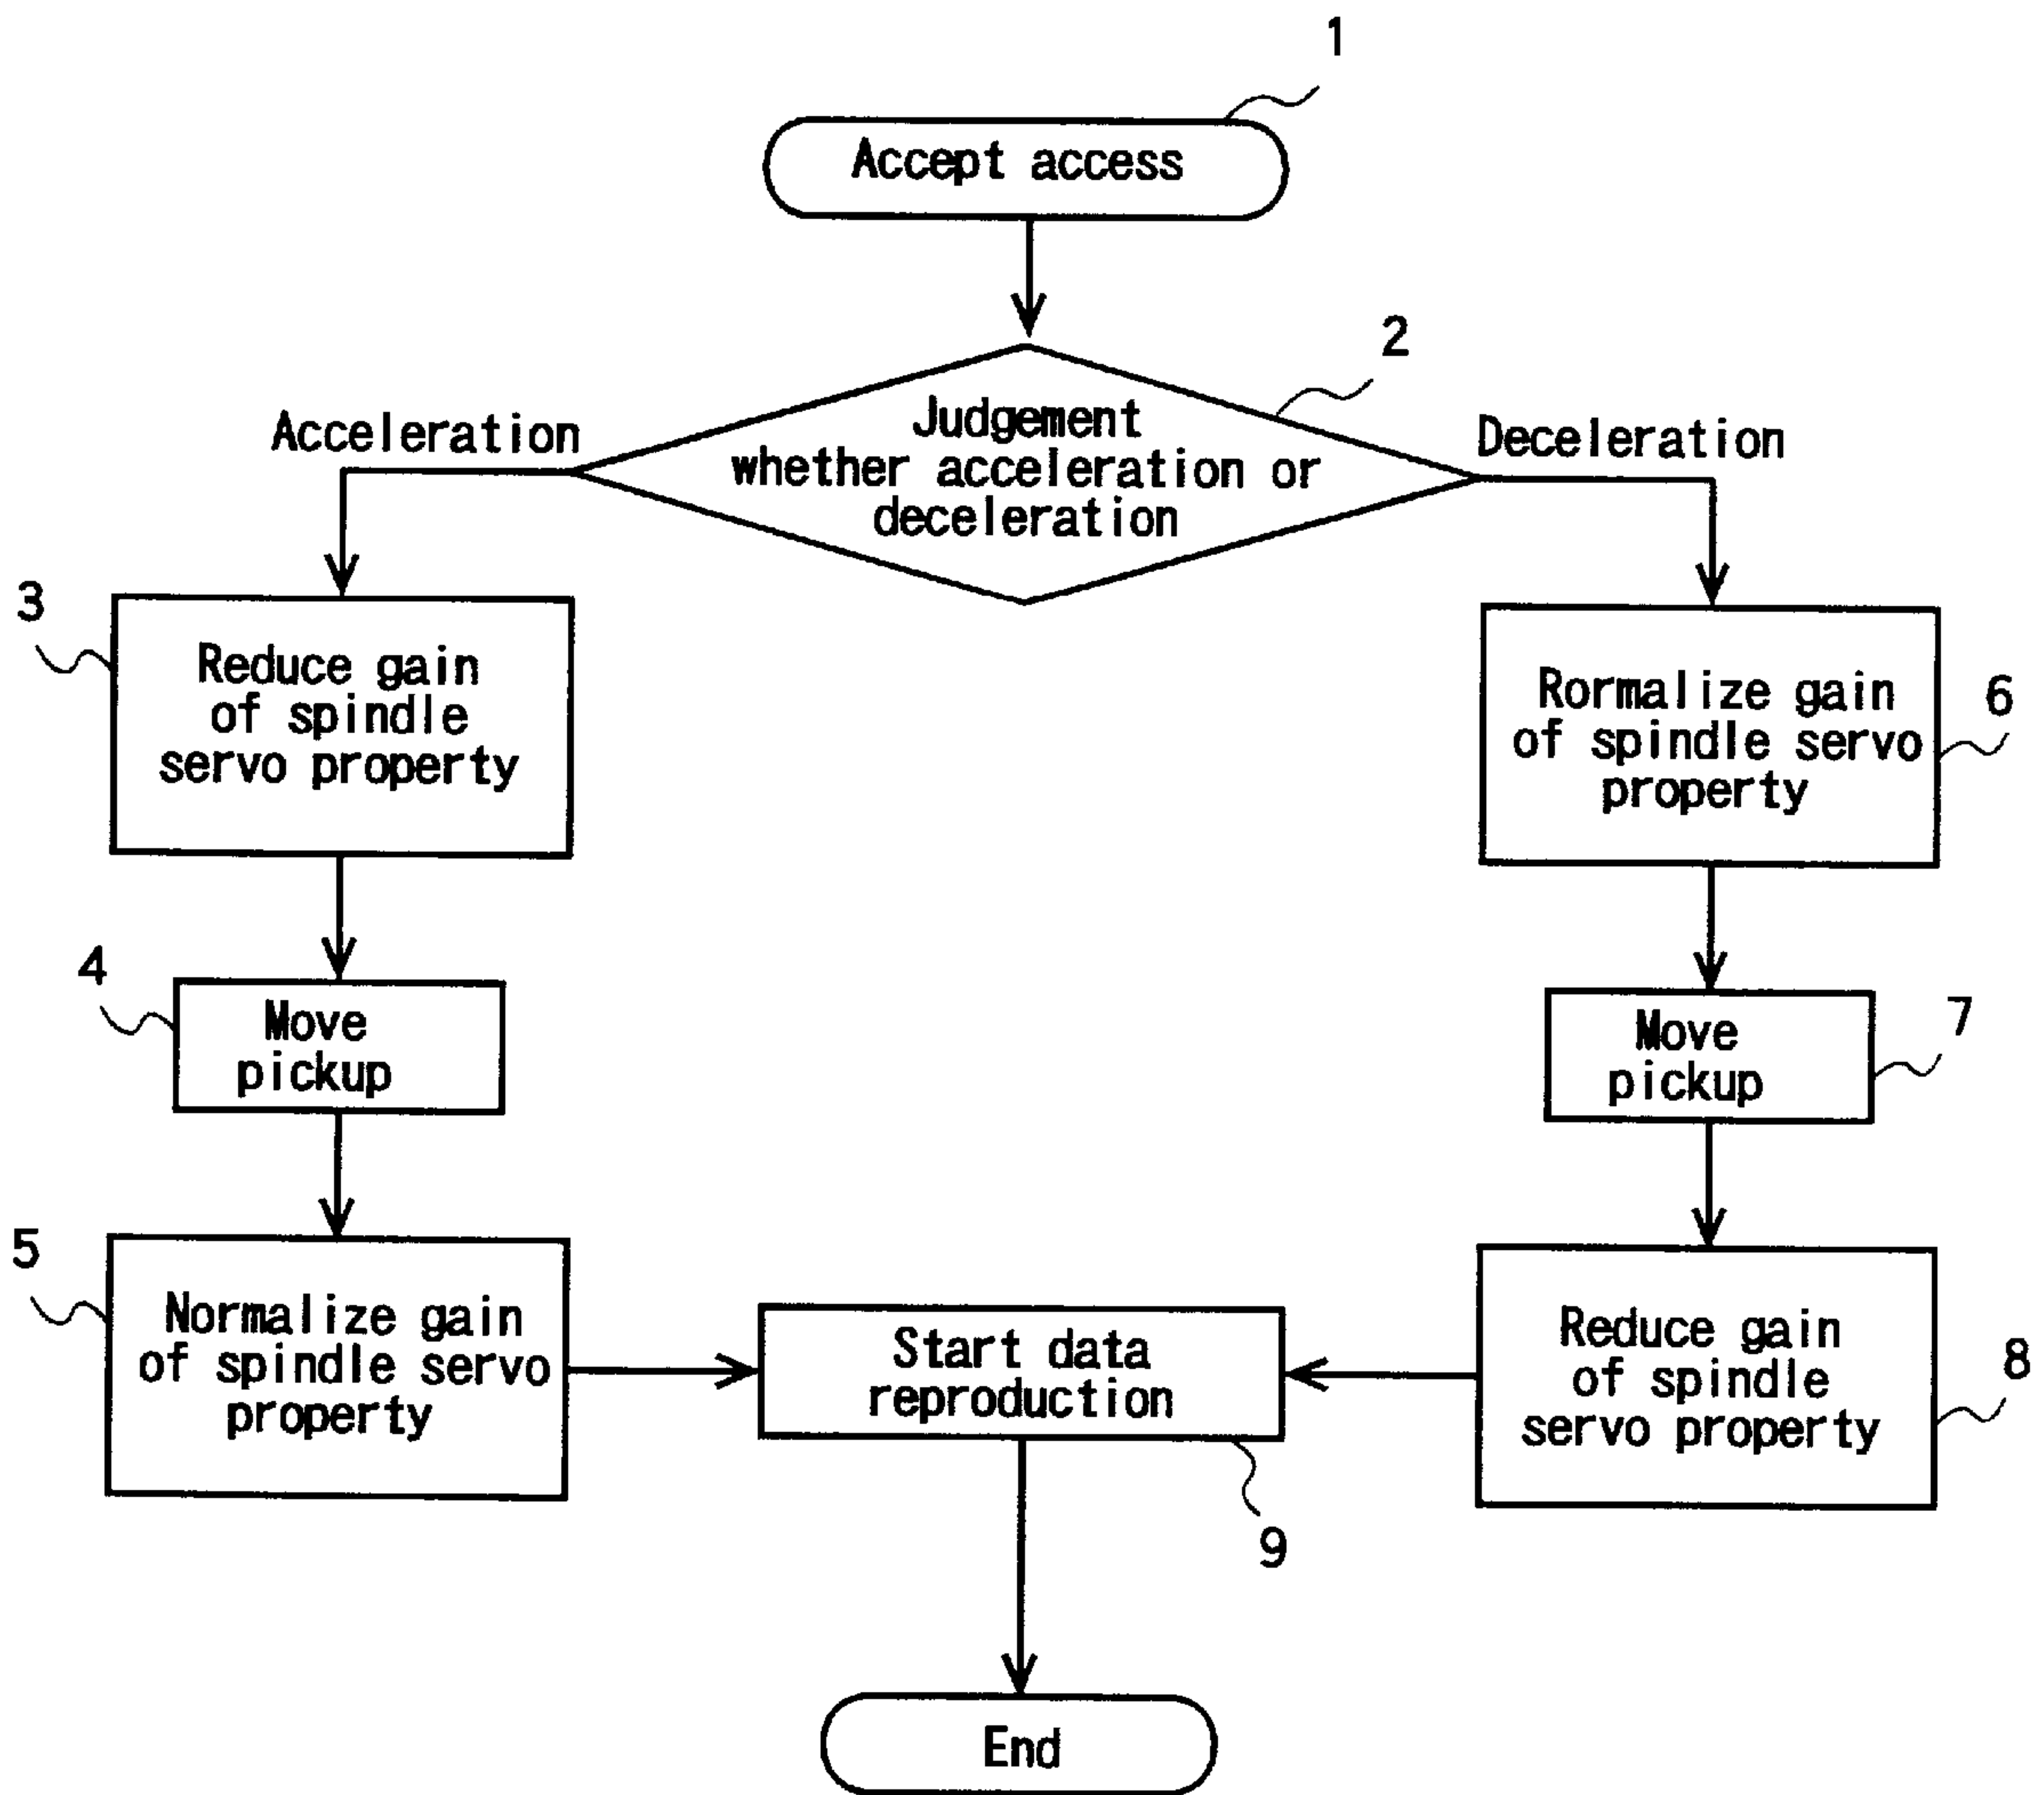 1
Accept access
2
Acceleration
Judgement
whether acceleration or
deceleration
Deceleration
3
Reduce gain
of spindle
servo property
6
Rormalize gain
of spindle servo
property
4
Move
pickup
7
Move
pickup
5
Normalize gain
of spindle servo
property
Start data
reproduction
9
8
Reduce gain
of spindle
servo property
End